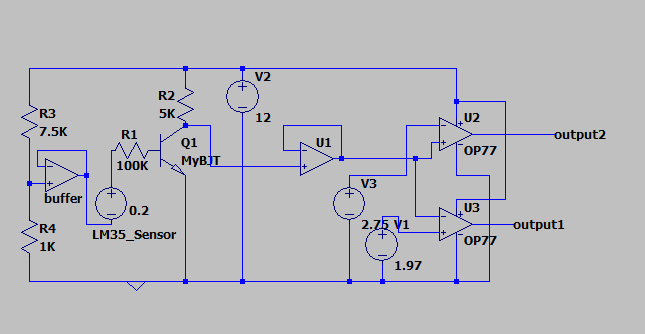 V2
R2
R3
5K
12
7.5K
U2
R1
Q1
U1
output2
100K
MyBJT
OP77
buffer
V3
0.2
U3
R4
LM35_Sensor
2.75 V1
output1
1K
OP77
1.97